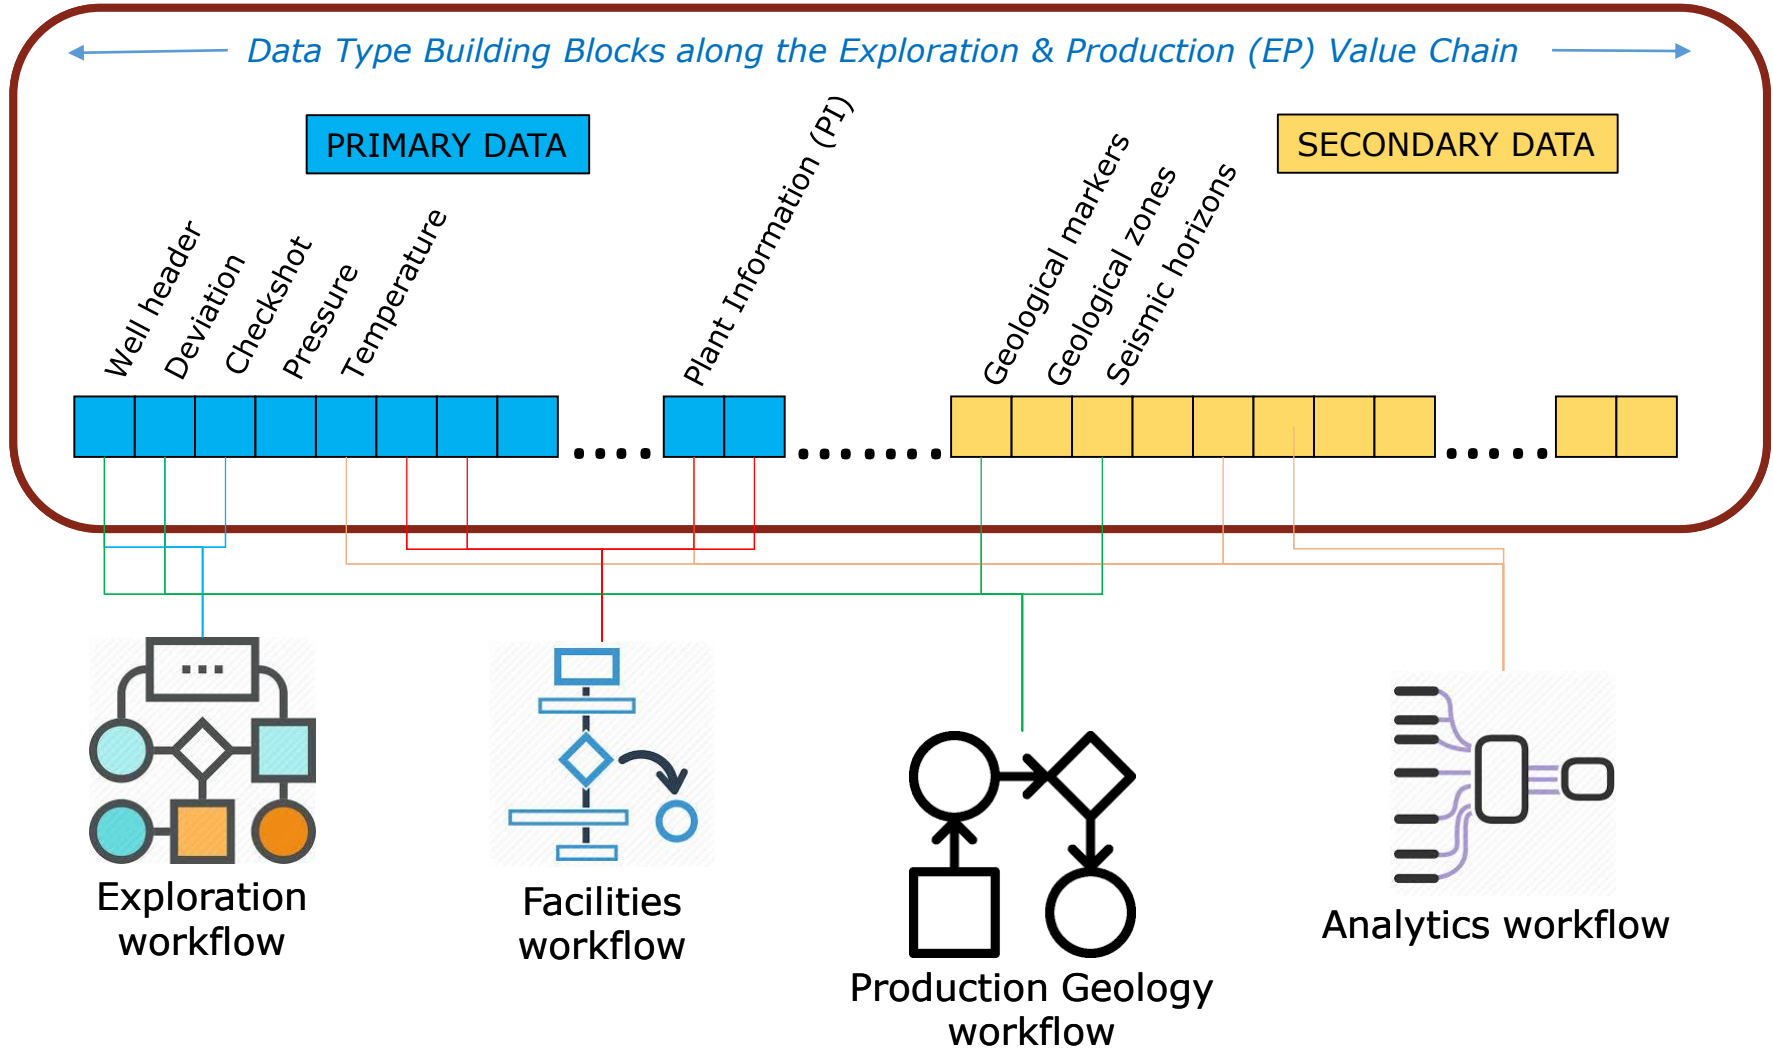 Data Type Building Blocks along the Exploration & Production (EP) Value Chain
PRIMARY DATA
SECONDARY DATA
Well header
Deviation
Checkshot
Pressure
Temperature
Plant Information (PI)
Geological markers
Geological zones
Seismic horizons
Exploration
workflow
Facilities
workflow
Production Geology
workflow
Analytics workflow